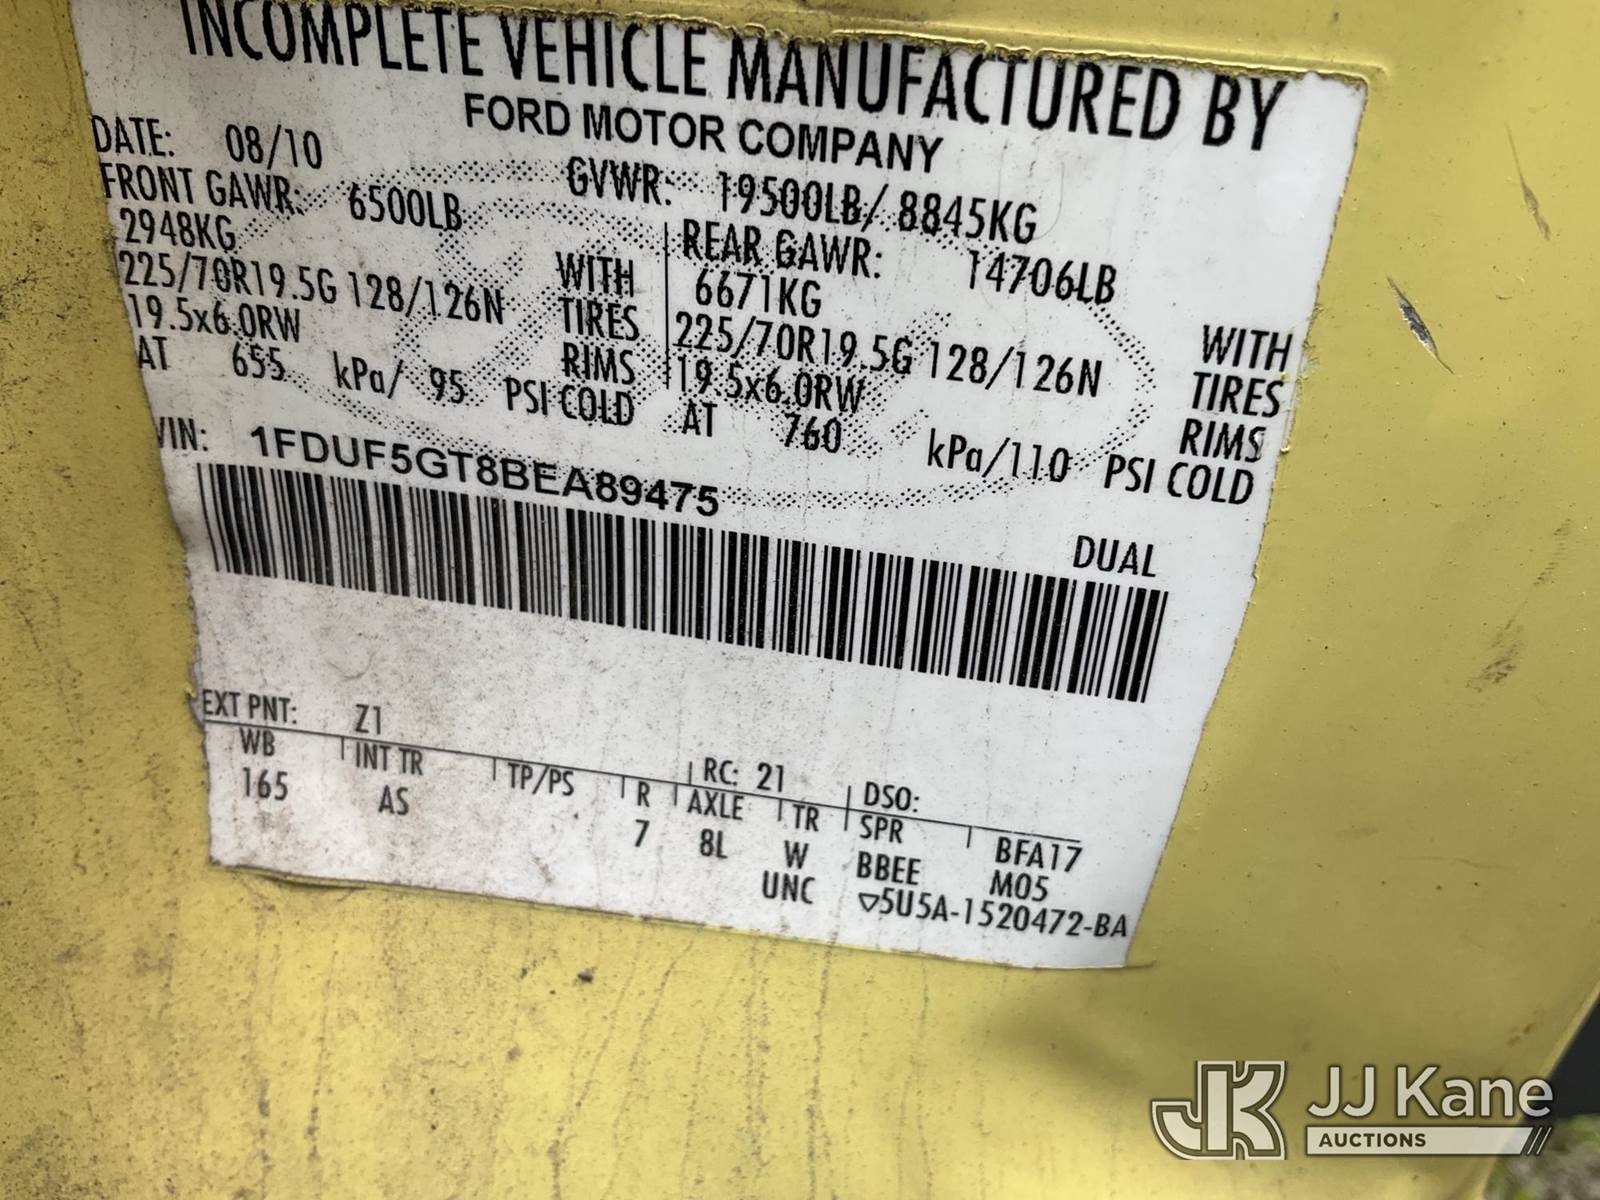 INCOMPLETE VEHICLE MANUFACTURED BY
FORD MOTOR COMPANY
DATE: 08/10 GVWR: 19500LB/ 8845KG
FRONT GAWR: 6500LB REAR GAWR: 14706LB
2948KG WITH 6671KG WITH
225/70R19.5G 128/126N TIRES 225/70R19.5G 128/126N TIRES
19.5x6.0RW RIMS 19.5x6.0RW RIMS
AT 655 kPa/ 95 PSI COLD AT 760 kPa/110 PSI COLD
VIN: 1FDUF5GT8BEA89475
DUAL
EXT PNT: Z1 RC: 21 DSO:
WB INT TR TP/PS R AXLE TR SPR BFA17
165 AS 7 8L W BBEE M05
UNC ▽5U5A-1520472-BA
JK JJ Kane
AUCTIONS